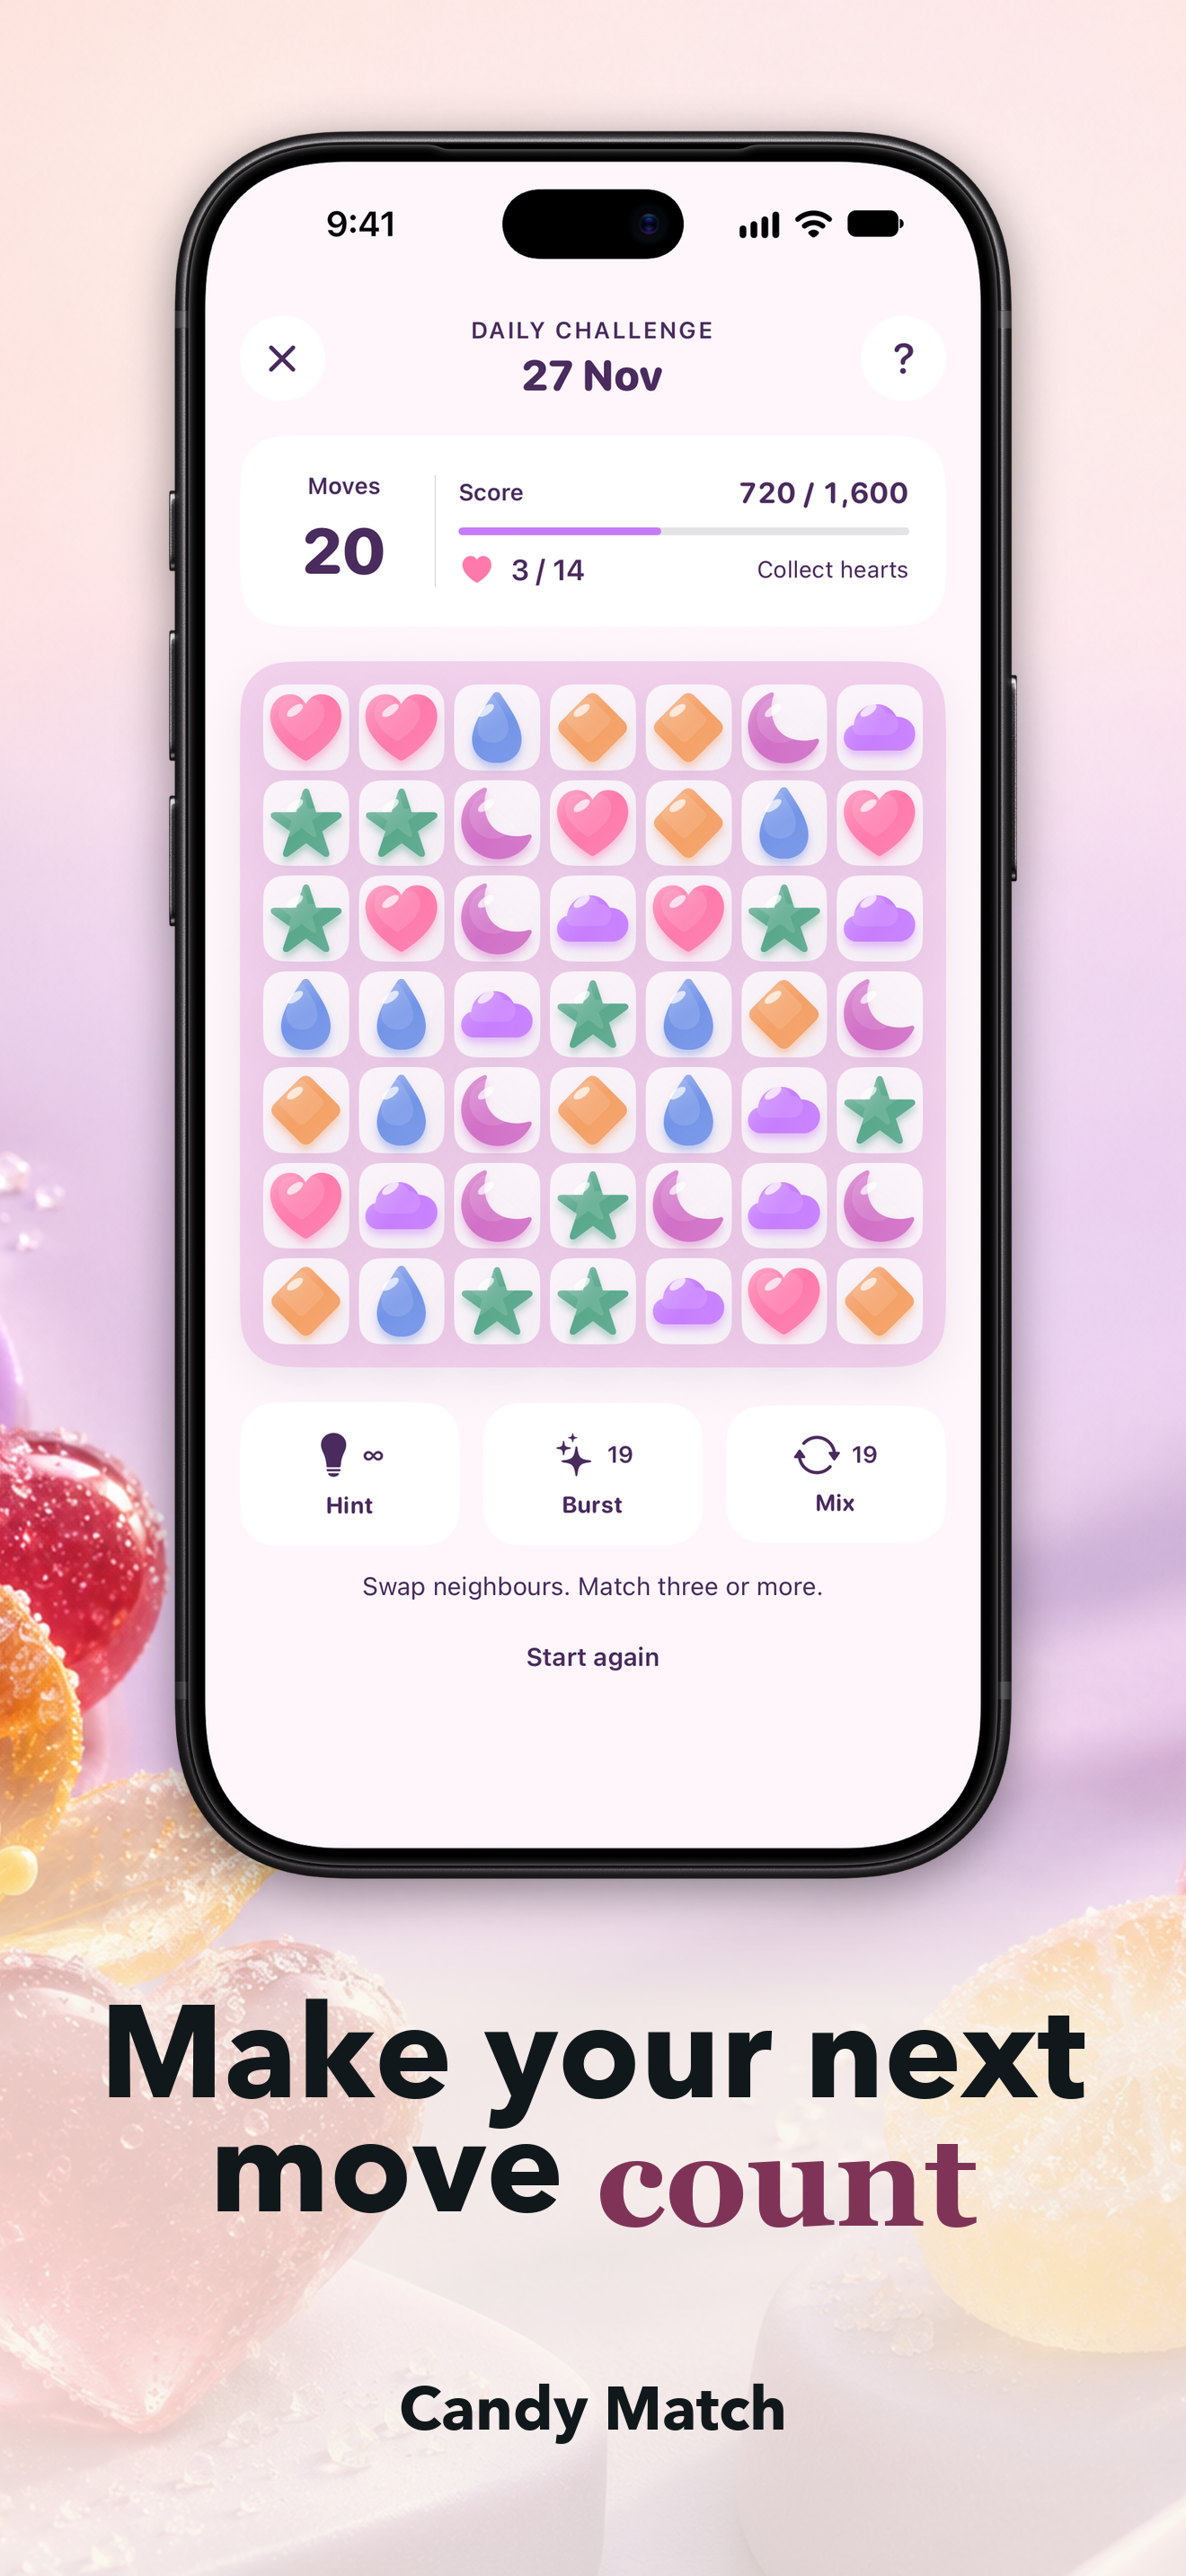 9:41
DAILY CHALLENGE
27 Nov
?
Moves
20
Score
720 / 1,600
3 / 14
Collect hearts
∞
Hint
19
Burst
19
Mix
Swap neighbours. Match three or more.
Start again
Make your next
move count
Candy Match